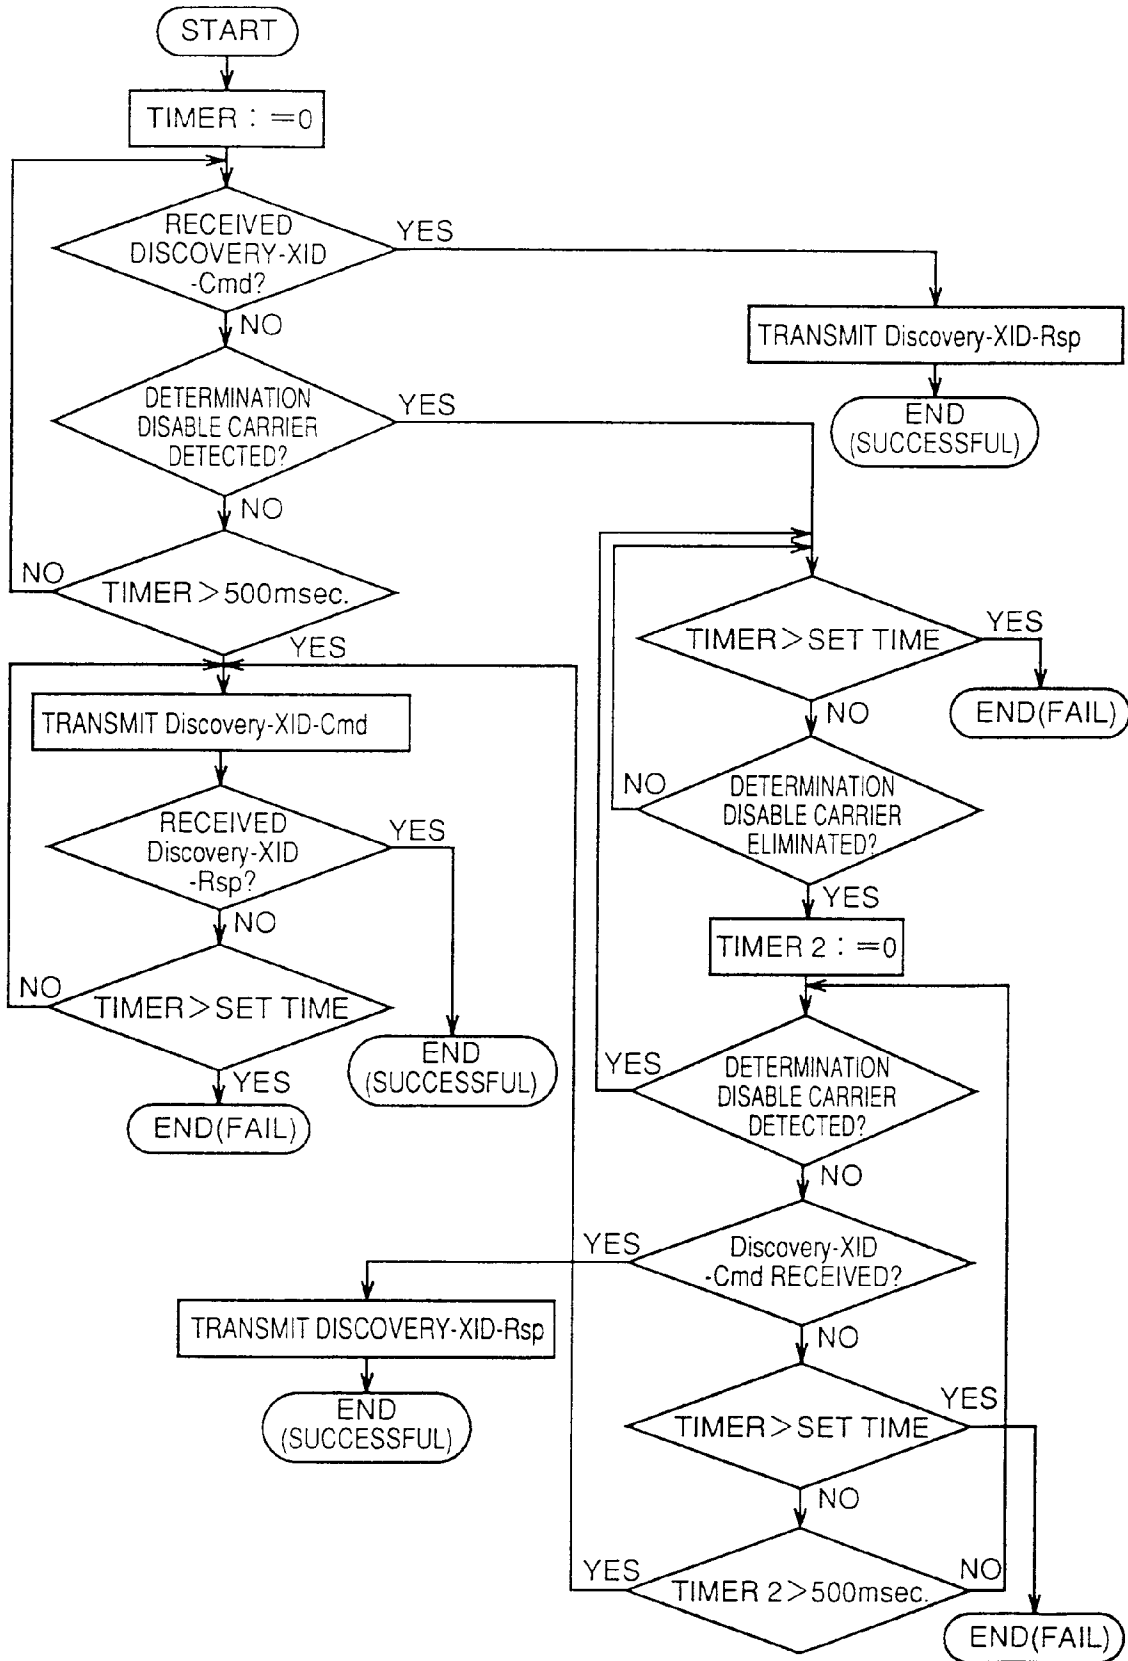 START
TIMER : =0
RECEIVED
DISCOVERY-XID
-Cmd?
YES
NO
TRANSMIT Discovery-XID-Rsp
END
(SUCCESSFUL)
DETERMINATION
DISABLE CARRIER
DETECTED?
YES
NO
TIMER>500msec.
NO
YES
TRANSMIT Discovery-XID-Cmd
RECEIVED
Discovery-XID
-Rsp?
YES
NO
TIMER>SET TIME
NO
YES
END(FAIL)
END
(SUCCESSFUL)
TIMER>SET TIME
YES
END(FAIL)
NO
DETERMINATION
DISABLE CARRIER
ELIMINATED?
NO
YES
TIMER 2 : =0
DETERMINATION
DISABLE CARRIER
DETECTED?
YES
NO
Discovery-XID
-Cmd RECEIVED?
YES
TRANSMIT DISCOVERY-XID-Rsp
END
(SUCCESSFUL)
NO
TIMER>SET TIME
YES
NO
TIMER 2>500msec.
YES
NO
END(FAIL)